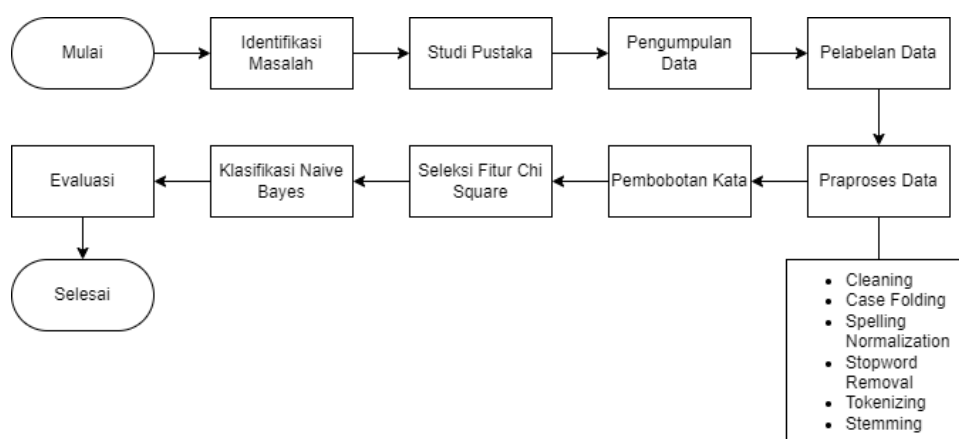 Mulai
Identifikasi
Masalah
Studi Pustaka
Pengumpulan
Data
Pelabelan Data
Praproses Data
Pembobotan Kata
Seleksi Fitur Chi
Square
Klasifikasi Naive
Bayes
Evaluasi
Selesai
• Cleaning
• Case Folding
• Spelling
Normalization
• Stopword
Removal
• Tokenizing
• Stemming